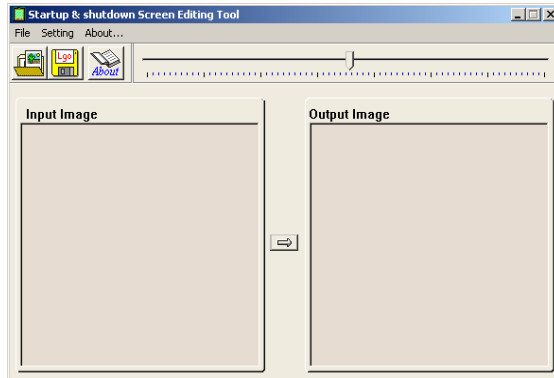 Startup & shutdown Screen Editing Tool
File Setting About...
Lgo About
Input Image
Output Image